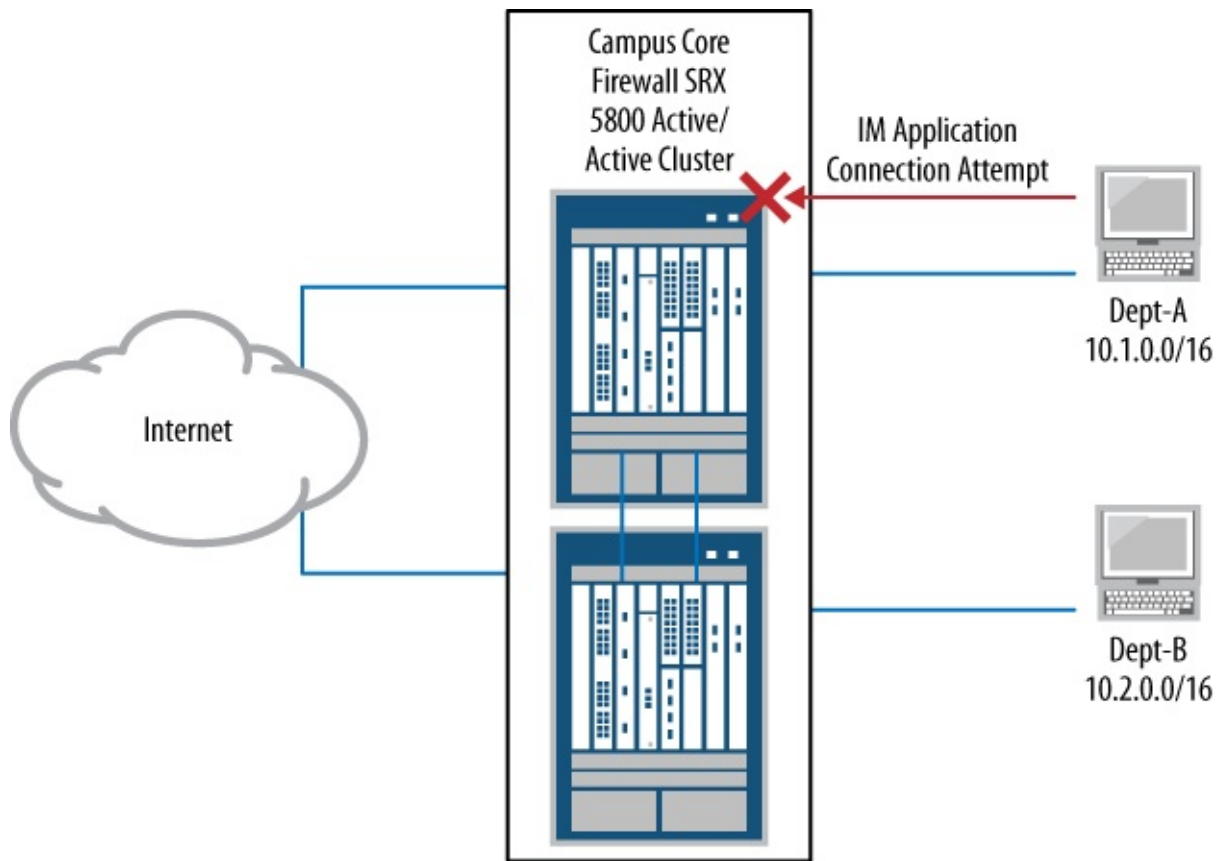 Campus Core
Firewall SRX
5800 Active/
Active Cluster
IM Application
Connection Attempt
Dept-A
10.1.0.0/16
Internet
Dept-B
10.2.0.0/16